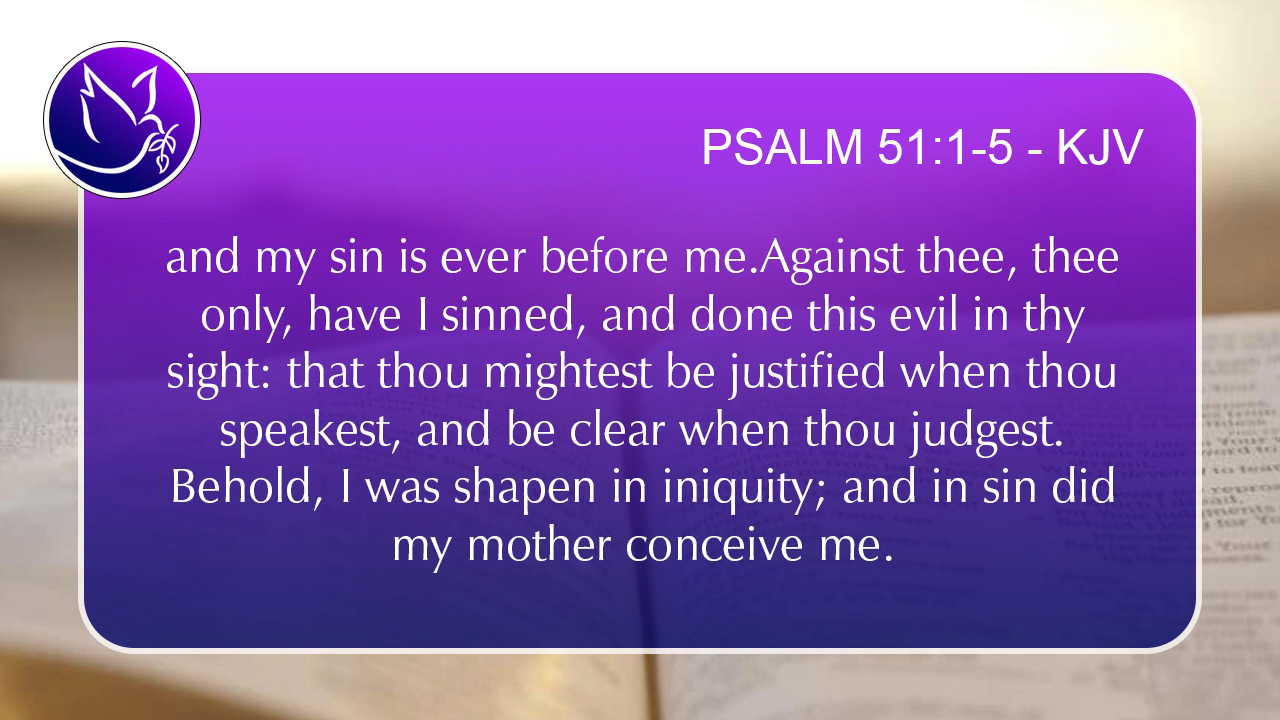 PSALM 51:1-5 - KJV
and my sin is ever before me.Against thee, thee
only, have I sinned, and done this evil in thy
sight: that thou mightest be justified when thou
speakest, and be clear when thou judgest.
Behold, I was shapen in iniquity; and in sin did
my mother conceive me.